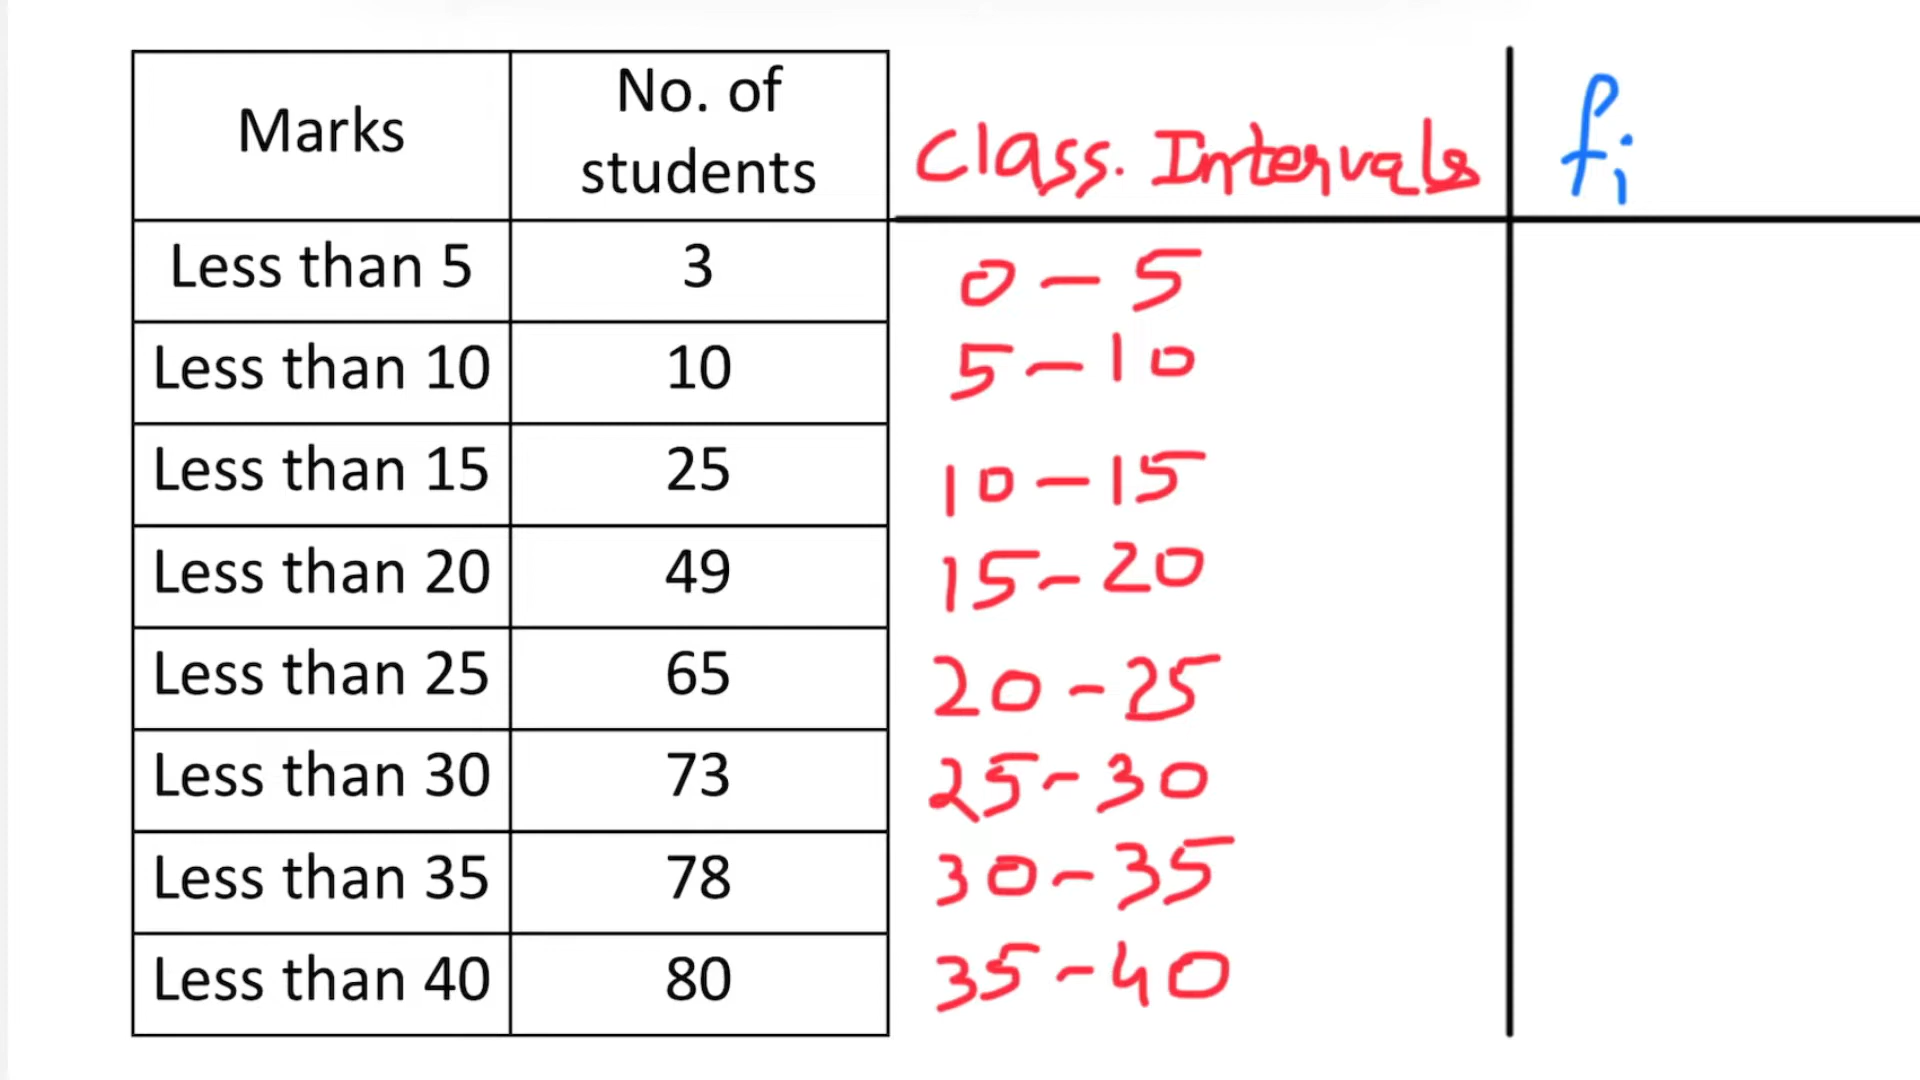 Marks No. of students Class. Intervals fi
Less than 5 3 0 - 5
Less than 10 10 5 - 10
Less than 15 25 10 - 15
Less than 20 49 15 - 20
Less than 25 65 20 - 25
Less than 30 73 25 - 30
Less than 35 78 30 - 35
Less than 40 80 35 - 40